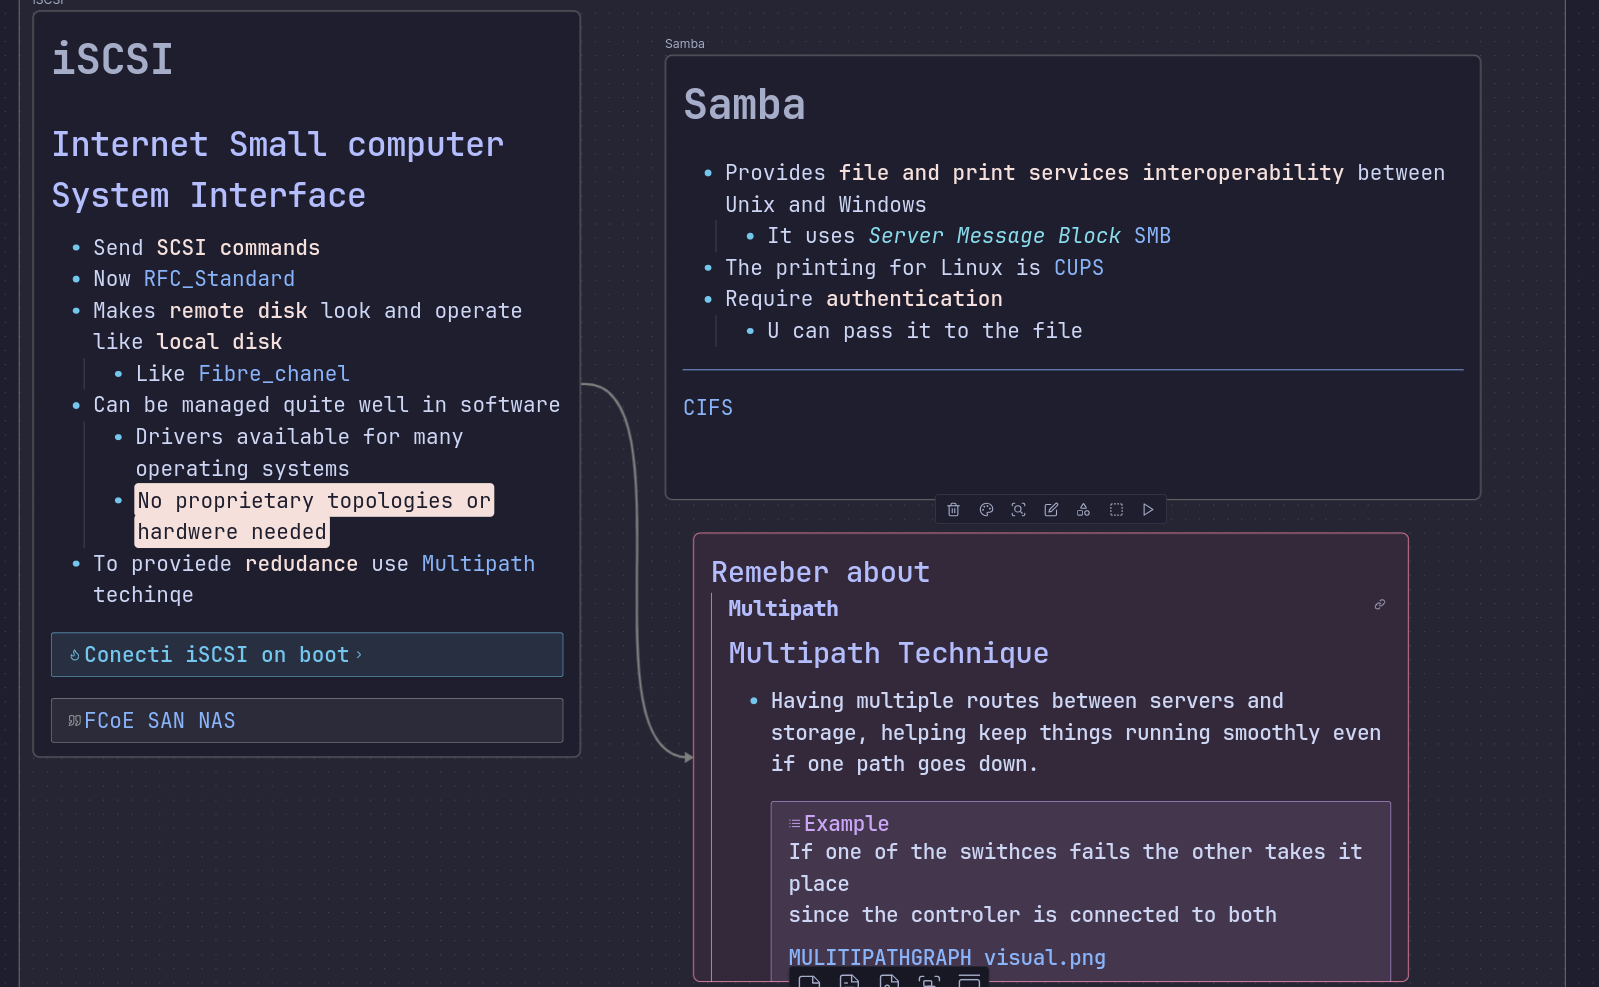 iSCSI
iSCSI
Internet Small computer
System Interface
Send SCSI commands
Now RFC_Standard
Makes remote disk look and operate
like local disk
Like Fibre_chanel
Can be managed quite well in software
Drivers available for many
operating systems
No proprietary topologies or
hardwere needed
To proviede redudance use Multipath
techinqe
Conecti iSCSI on boot
FCoE SAN NAS
Samba
Samba
Provides file and print services interoperability between
Unix and Windows
It uses Server Message Block SMB
The printing for Linux is CUPS
Require authentication
U can pass it to the file
CIFS
Remeber about
Multipath
Multipath Technique
Having multiple routes between servers and
storage, helping keep things running smoothly even
if one path goes down.
Example
If one of the swithces fails the other takes it
place
since the controler is connected to both
MULITIPATHGRAPH visual.png